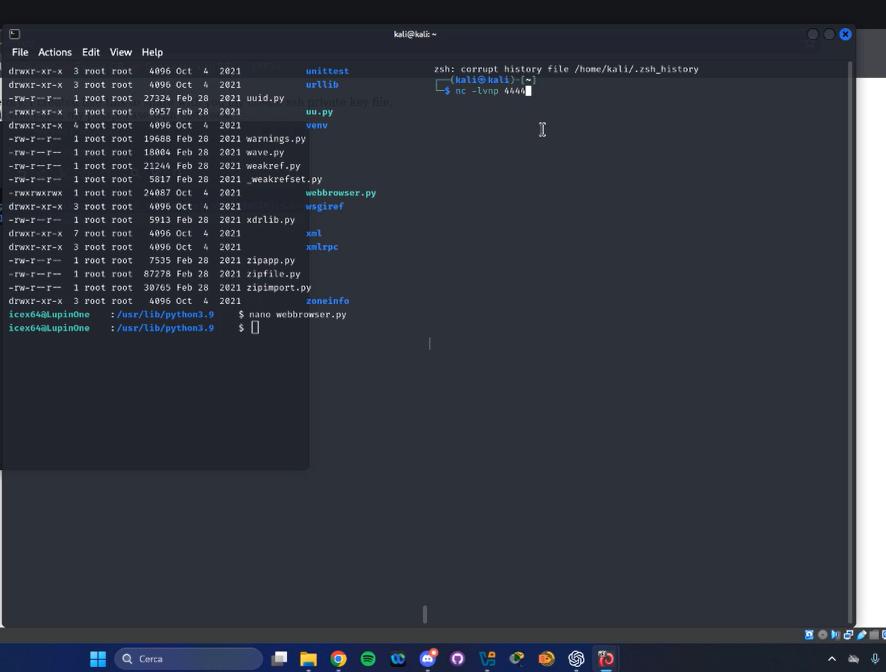 kali@kali: ~
File Actions Edit View Help
drwxr-xr-x 3 root root 4096 Oct 4 2021 unittest
drwxr-xr-x 3 root root 4096 Oct 4 2021 urllib
-rw-r--r-- 1 root root 27324 Feb 28 2021 uuid.py
-rwxr-xr-x 1 root root 6957 Feb 28 2021 uu.py
drwxr-xr-x 4 root root 4096 Oct 4 2021 venv
-rw-r--r-- 1 root root 19688 Feb 28 2021 warnings.py
-rw-r--r-- 1 root root 18004 Feb 28 2021 wave.py
-rw-r--r-- 1 root root 21244 Feb 28 2021 weakref.py
-rw-r--r-- 1 root root 5817 Feb 28 2021 _weakrefset.py
-rwxrwxrwx 1 root root 24087 Oct 4 2021 webbrowser.py
drwxr-xr-x 3 root root 4096 Oct 4 2021 wsgiref
-rw-r--r-- 1 root root 5913 Feb 28 2021 xdrlib.py
drwxr-xr-x 7 root root 4096 Oct 4 2021 xml
drwxr-xr-x 3 root root 4096 Oct 4 2021 xmlrpc
-rw-r--r-- 1 root root 7535 Feb 28 2021 zipapp.py
-rw-r--r-- 1 root root 87278 Feb 28 2021 zipfile.py
-rw-r--r-- 1 root root 30765 Feb 28 2021 zipimport.py
drwxr-xr-x 3 root root 4096 Oct 4 2021 zoneinfo
icex64@LupinOne :/usr/lib/python3.9 $ nano webbrowser.py
icex64@LupinOne :/usr/lib/python3.9 $
zsh: corrupt history file /home/kali/.zsh_history
┌──(kali㉿kali)-[~]
└─$ nc -lvnp 4444
ssh private key file,
Cerca